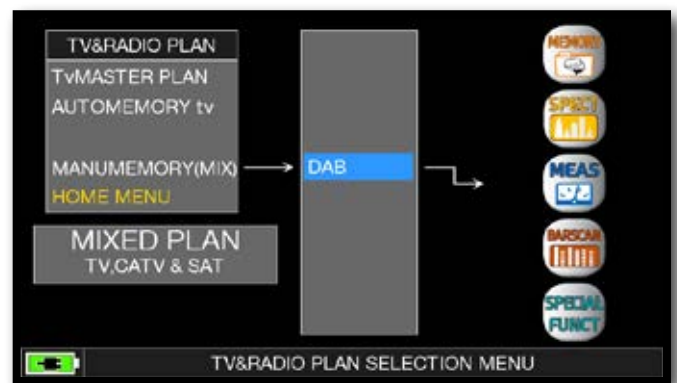 TV&RADIO PLAN
TvMASTER PLAN
AUTOMEMORY tv
MANUMEMORY(MIX)
HOME MENU
MIXED PLAN
TV,CATV & SAT
DAB
MEMORY
SPECT
MEAS
BARSCAN
SPECIAL
FUNCT
TV&RADIO PLAN SELECTION MENU